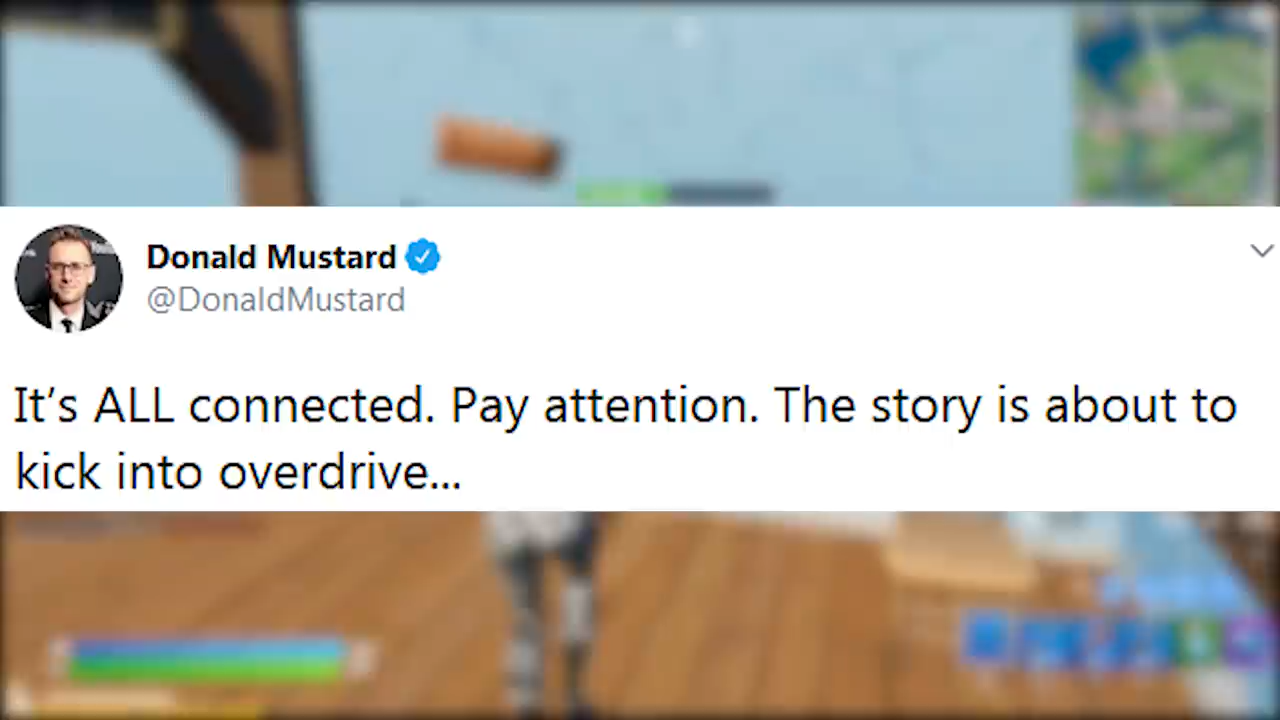 Donald Mustard
@DonaldMustard
It’s ALL connected. Pay attention. The story is about to
kick into overdrive...